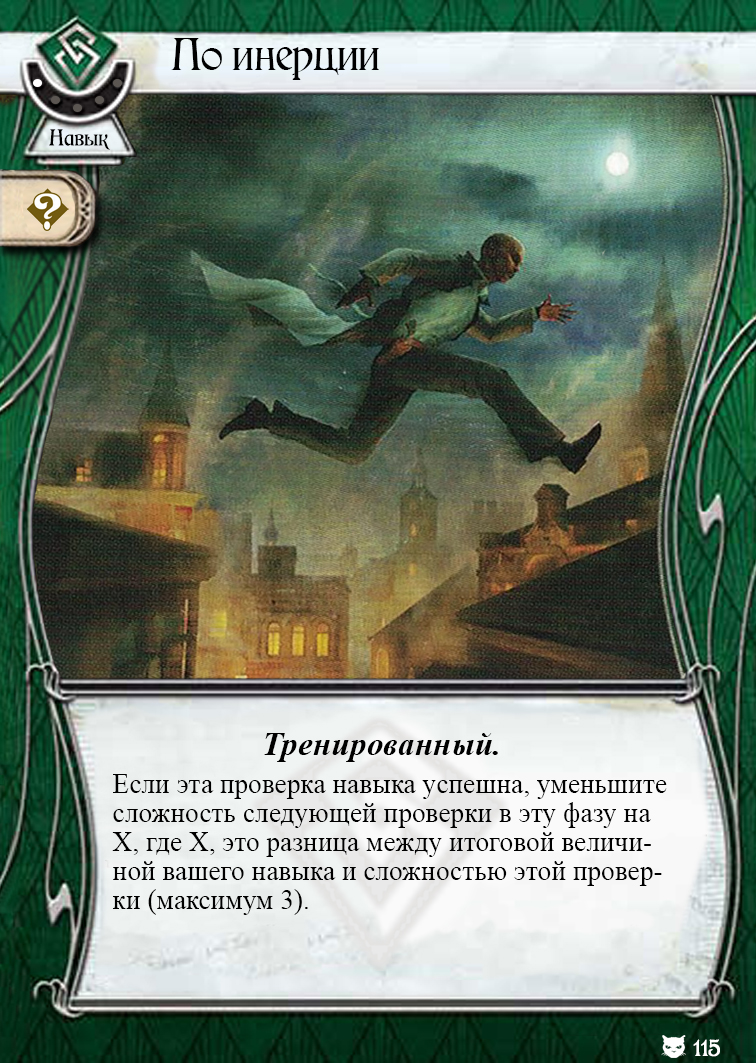 По инерции
Навык
?
Тренированный.
Если эта проверка навыка успешна, уменьшите
сложность следующей проверки в эту фазу на
X, где X, это разница между итоговой величи-
ной вашего навыка и сложностью этой провер-
ки (максимум 3).
115